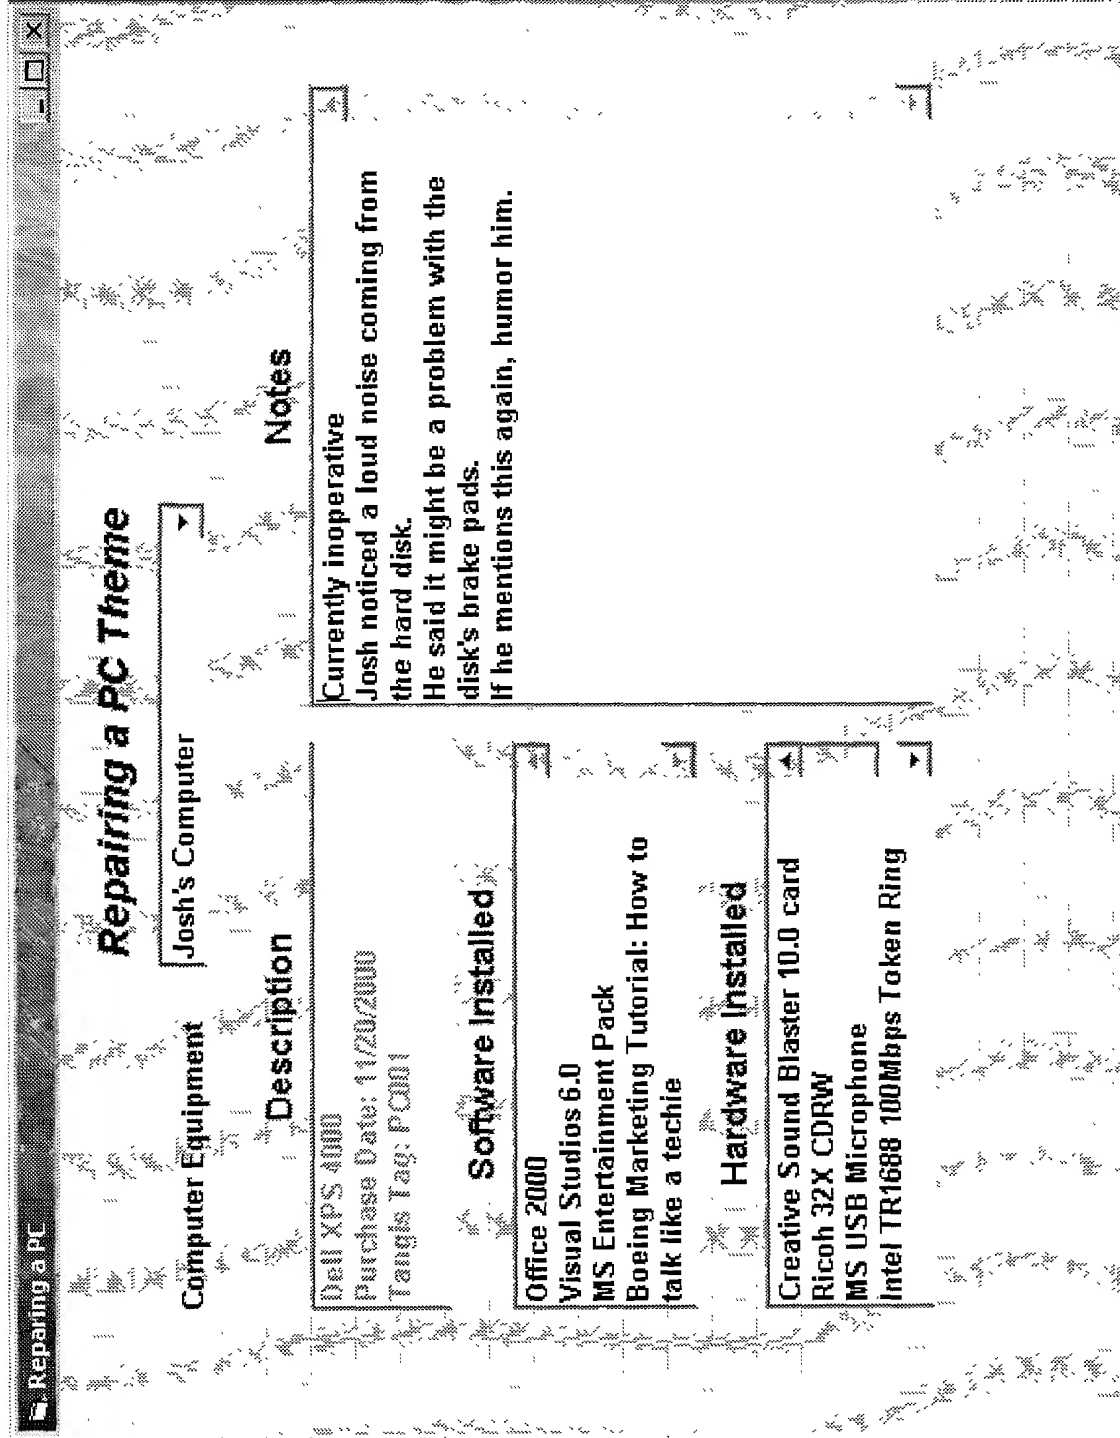 Reparing a PC
Repairing a PC Theme
Computer Equipment
Josh's Computer
Description
Dell XPS 4000
Purchase Date: 11/20/2000
Tangis Tag: PC001
Software Installed
Office 2000
Visual Studios 6.0
MS Entertainment Pack
Boeing Marketing Tutorial: How to
talk like a techie
Hardware Installed
Creative Sound Blaster 10.0 card
Ricoh 32X CDRW
MS USB Microphone
Intel TR1688 100Mbps Token Ring
Notes
Currently inoperative
Josh noticed a loud noise coming from
the hard disk.
He said it might be a problem with the
disk's brake pads.
If he mentions this again, humor him.